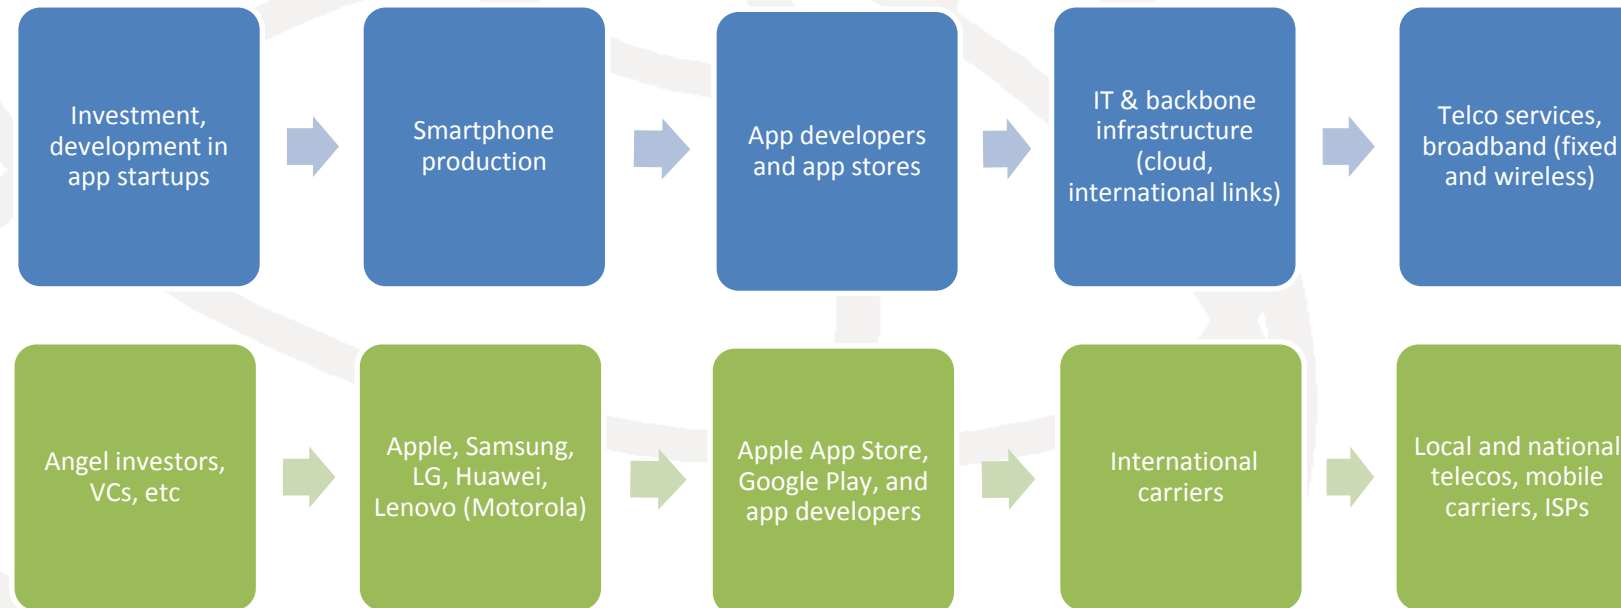 Investment,
development in
app startups
Smartphone
production
App developers
and app stores
IT & backbone
infrastructure
(cloud,
international links)
Telco services,
broadband (fixed
and wireless)
Angel investors,
VCs, etc
Apple, Samsung,
LG, Huawei,
Lenovo (Motorola)
Apple App Store,
Google Play, and
app developers
International
carriers
Local and national
telecos, mobile
carriers, ISPs